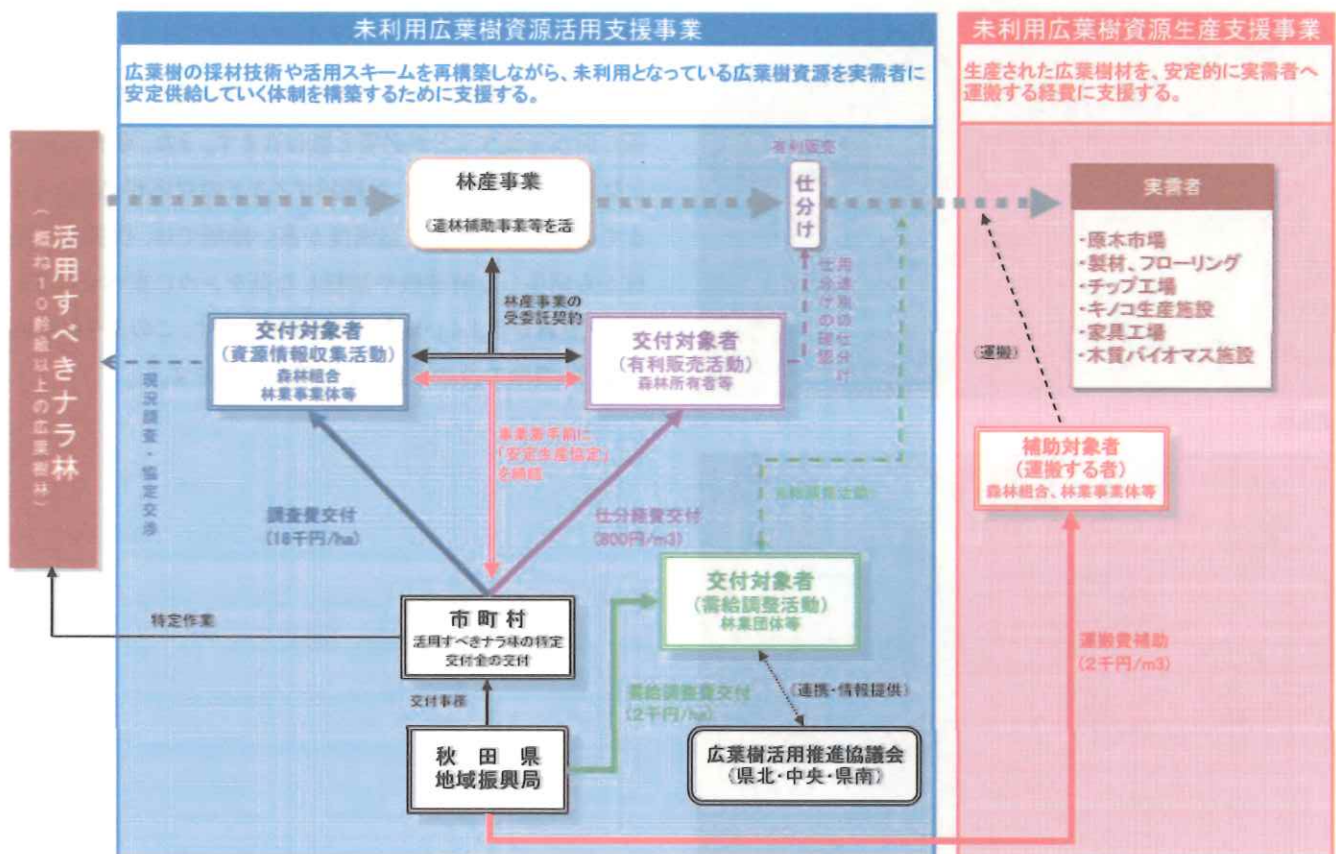 未利用広葉樹資源活用支援事業
広葉樹の採材技術や活用スキームを再構築しながら、未利用となっている広葉樹資源を実需者に
安定供給していく体制を構築するために支援する。
未利用広葉樹資源生産支援事業
生産された広葉樹材を、安定的に実需者へ
運搬する経費に支援する。
活用すべきナラ林
(概ね10齢級以上の広葉樹林)
林産事業
(造林補助事業等を活
有利販売
仕分け
用途別の仕分け
仕分けの確認
実需者
・原木市場
・製材、フローリング
・チップ工場
・キノコ生産施設
・家具工場
・木質バイオマス施設
林産事業の
受委託契約
交付対象者
(資源情報収集活動)
森林組合
林業事業体等
交付対象者
(有利販売活動)
森林所有者等
(運搬)
現況調査・協定交渉
事業着手前に
「安定生産協定」
を締結
補助対象者
(運搬する者)
森林組合、林業事業体等
調査費交付
(18千円/ha)
仕分経費交付
(800円/m3)
需給調整活動
交付対象者
(需給調整活動)
林業団体等
特定作業
市町村
活用すべきナラ林の特定
交付金の交付
運搬費補助
(2千円/m3)
交付事務
需給調整費交付
(2千円/ha)
(連携・情報提供)
秋田県
地域振興局
広葉樹活用推進協議会
(県北・中央・県南)